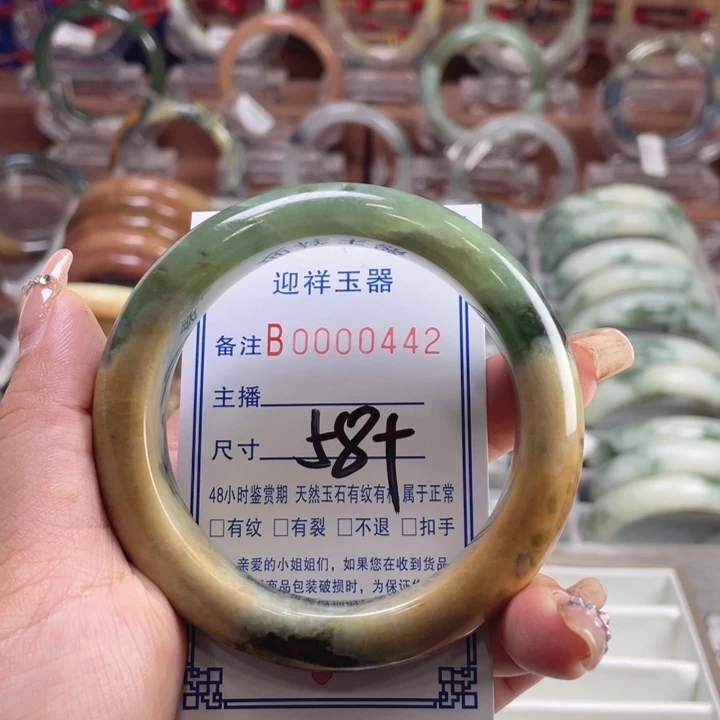 迎祥玉器
备注B0000442
主播
尺寸 58+
48小时鉴赏期 天然玉石有纹有 属于正常
□有纹 □有裂 □不退 □扣手
亲爱的小姐姐们，如果您在收到货品
商品包装破损时，为保证